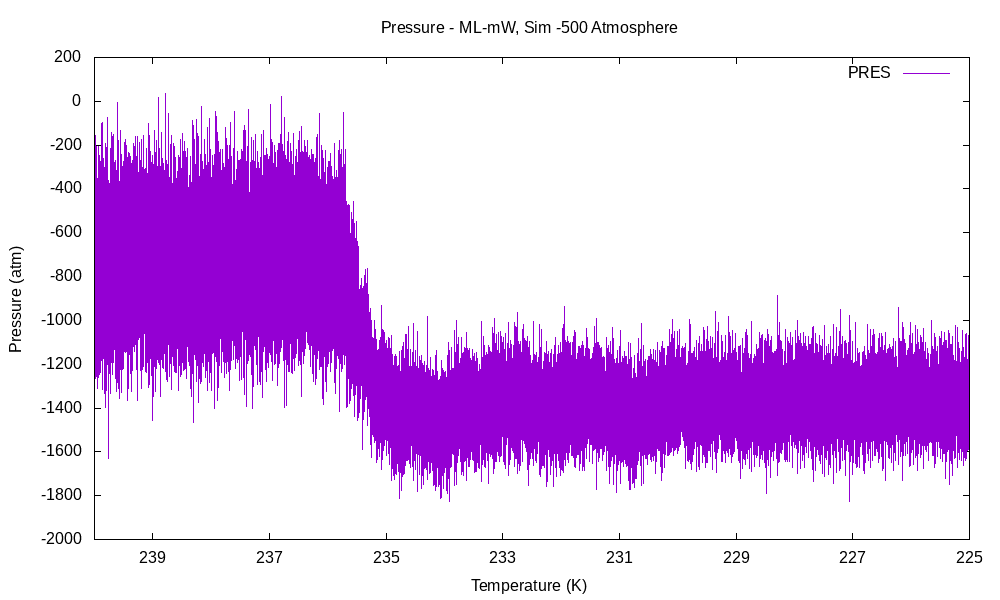 Pressure - ML-mW, Sim -500 Atmosphere
PRES
200
0
-200
-400
-600
-800
-1000
-1200
-1400
-1600
-1800
-2000
Pressure (atm)
239 237 235 233 231 229 227 225
Temperature (K)